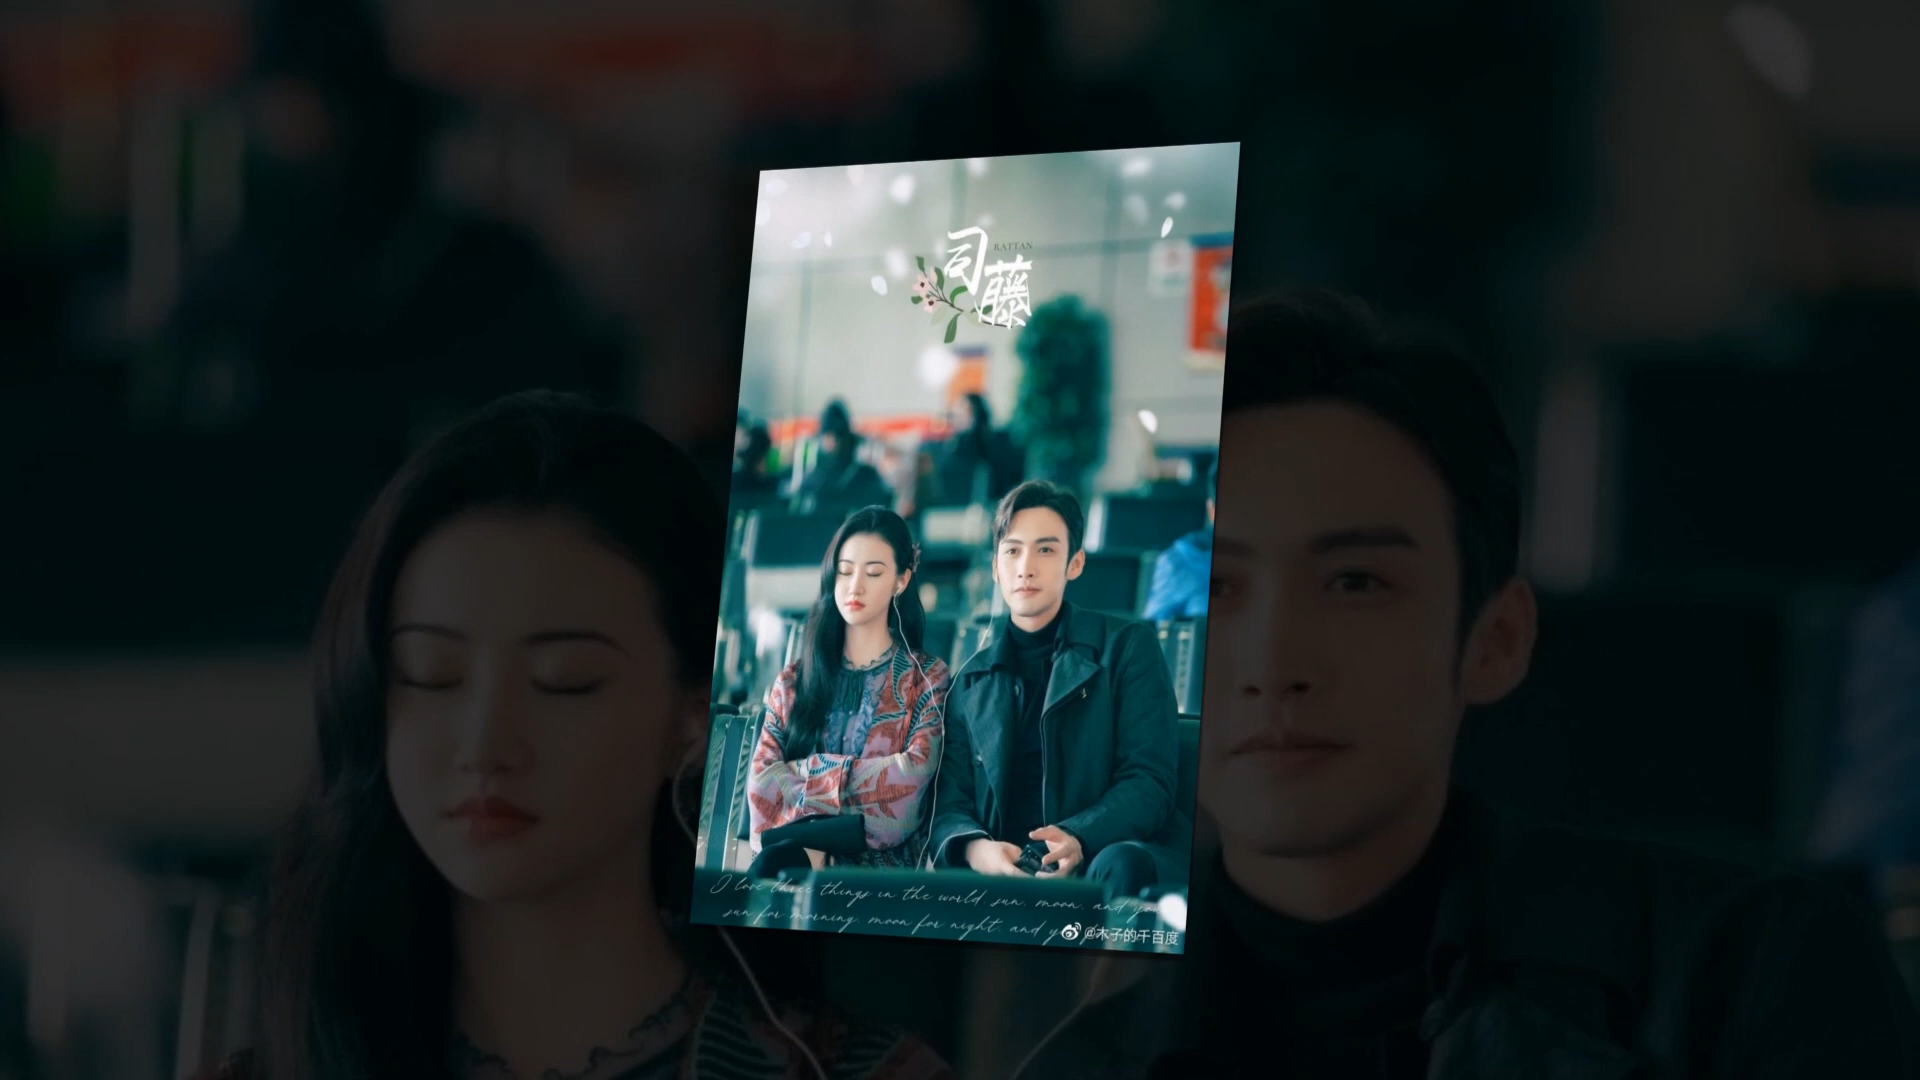 司藤
RATTAN
I love three things in the world. sun, moon, and you
sun for morning, moon for night, and y
@木子的千百度